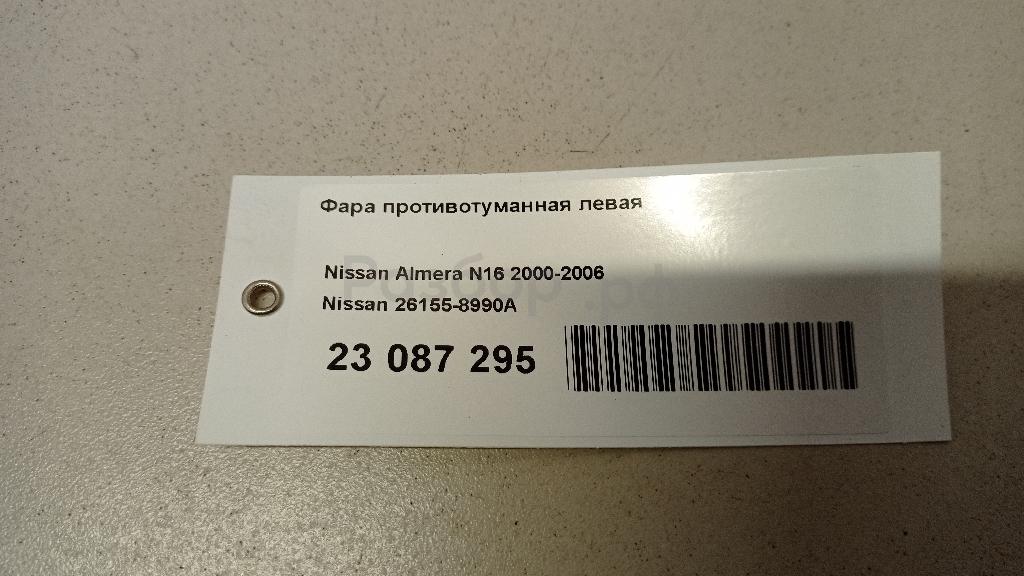 Фара противотуманная левая
Nissan Almera N16 2000-2006
Разбор.рф
Nissan 26155-8990A
23 087 295